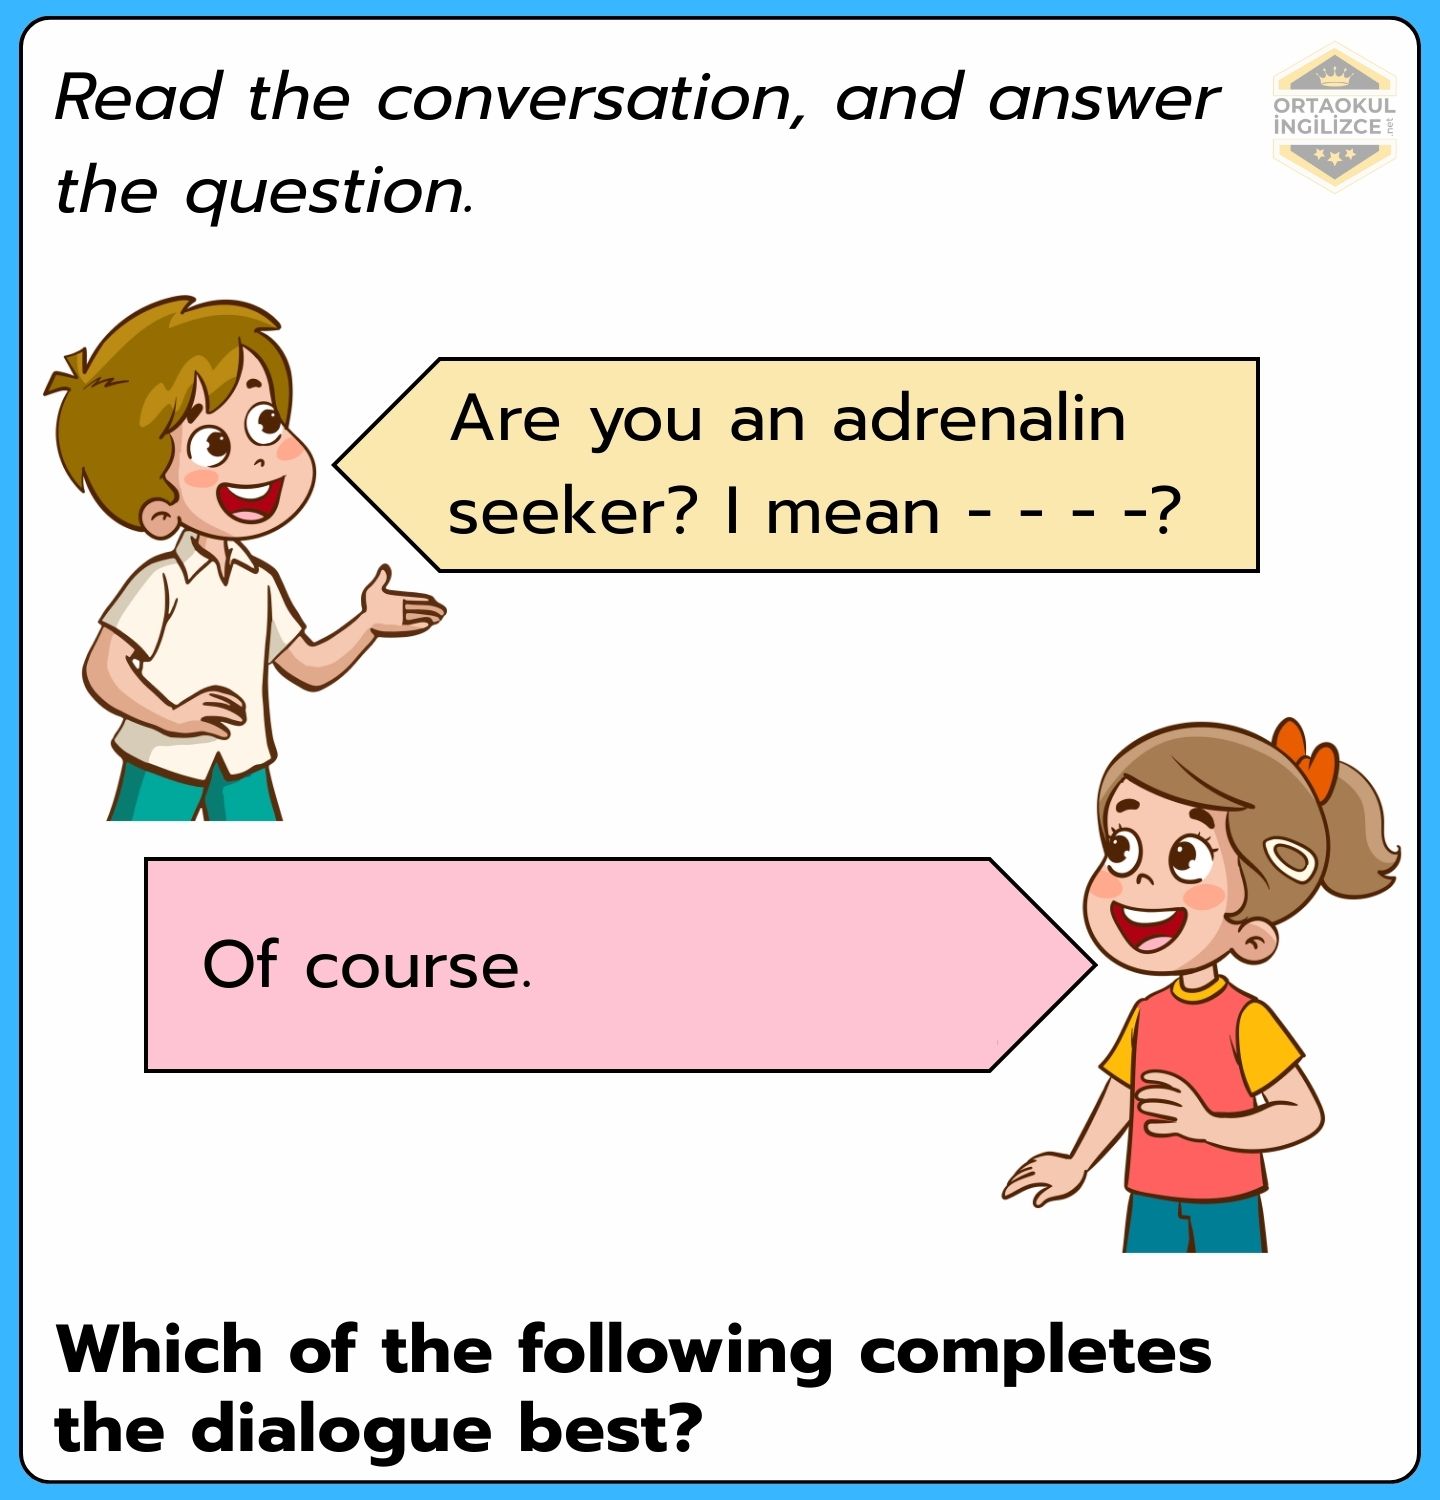 Read the conversation, and answer
the question.
ORTAOKUL
İNGİLİZCE
.net
Are you an adrenalin
seeker? I mean - - - -?
Of course.
Which of the following completes
the dialogue best?